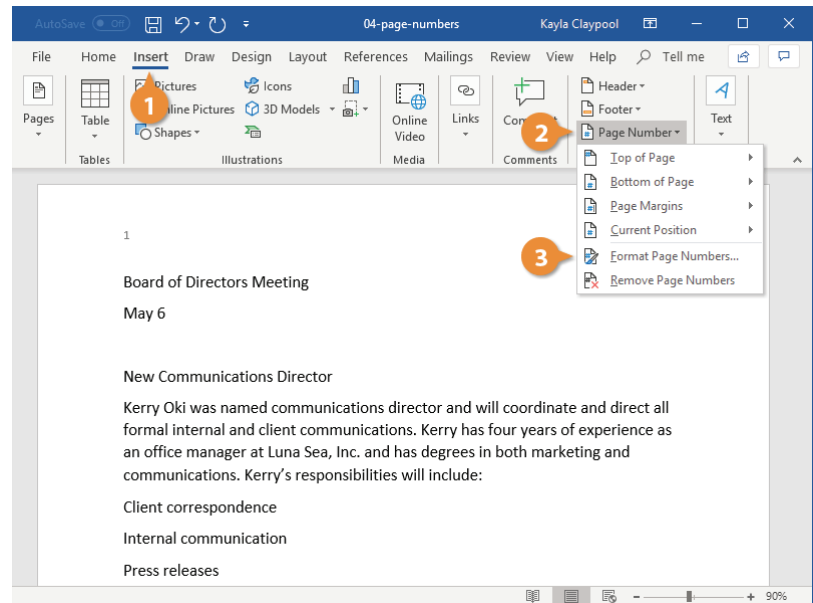 AutoSave Off 04-page-numbers Kayla Claypool
File Home Insert Draw Design Layout References Mailings Review View Help Tell me
Pages
Table
Tables
Pictures
Pictures
Shapes
Icons
3D Models
Illustrations
Online
Video
Media
Links
Comments
Header
Footer
Page Number
Text
1
2
3
Top of Page
Bottom of Page
Page Margins
Current Position
Format Page Numbers...
Remove Page Numbers
1
Board of Directors Meeting
May 6
New Communications Director
Kerry Oki was named communications director and will coordinate and direct all
formal internal and client communications. Kerry has four years of experience as
an office manager at Luna Sea, Inc. and has degrees in both marketing and
communications. Kerry's responsibilities will include:
Client correspondence
Internal communication
Press releases
90%